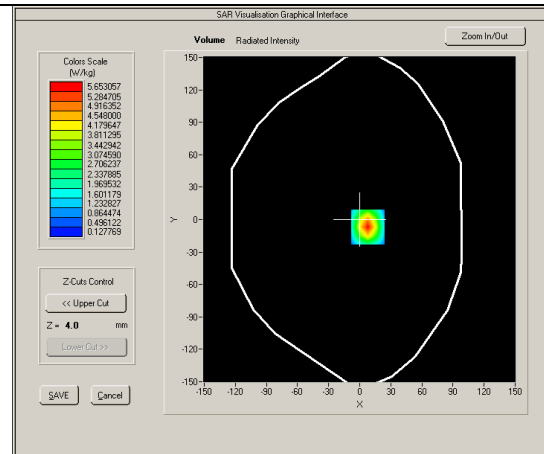 SAR Visualisation Graphical Interface
Volume Radiated Intensity
Zoom In/Out
Colors Scale
(W/kg)
5.653057
5.284705
4.916352
4.548000
4.179647
3.811295
3.442942
3.074590
2.706237
2.337885
1.969532
1.601179
1.232827
0.864474
0.496122
0.127769
Z-Cuts Control
<< Upper Cut
Z = 4.0 mm
Lower Cut >>
SAVE Cancel
150
120
90
60
30
0
-30
-60
-90
-120
-150
Y
-150 -120 -90 -60 -30 0 30 60 90 120 150
X